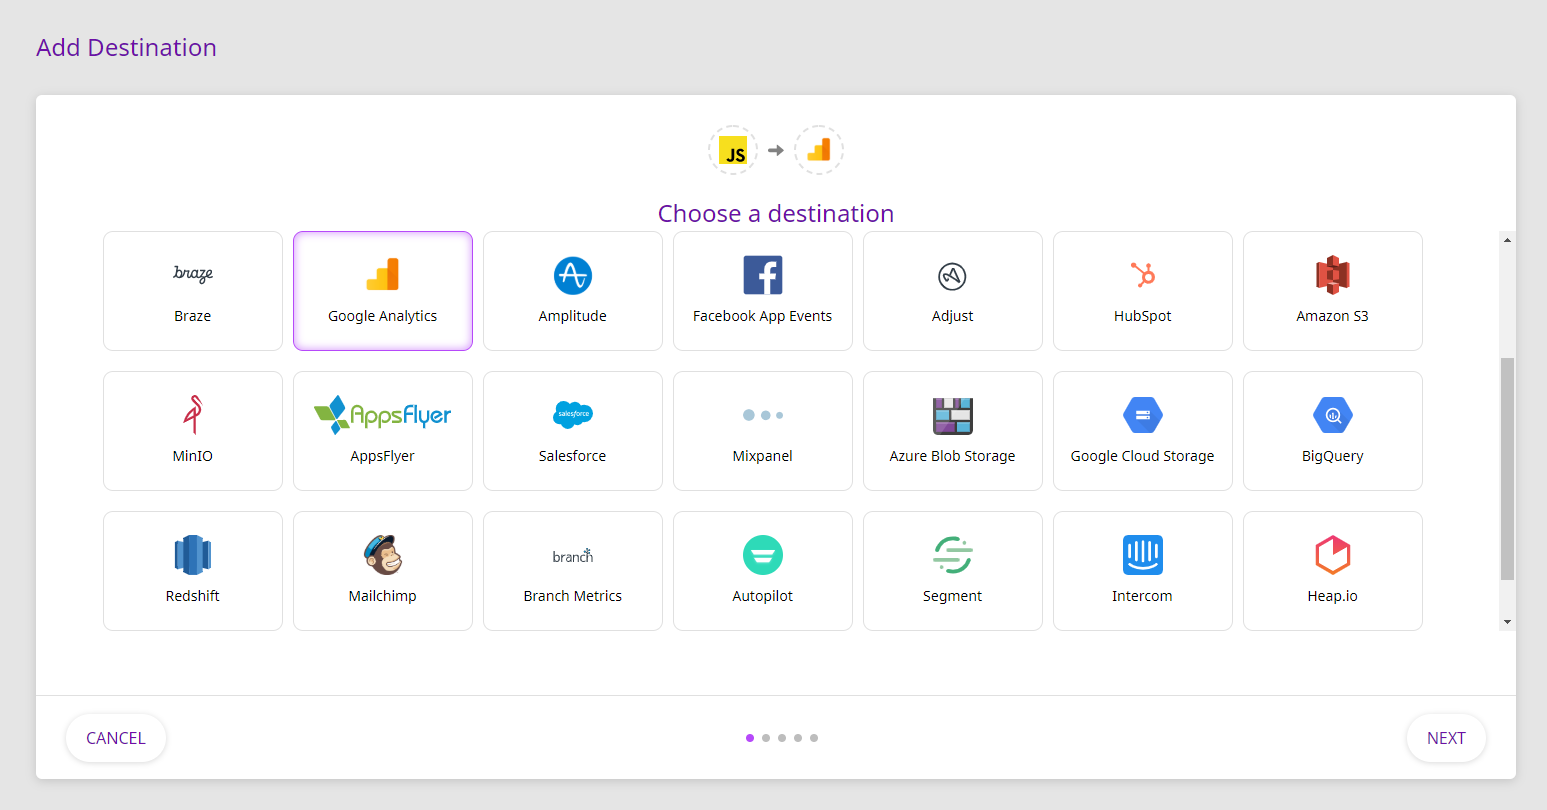 Add Destination
JS
Choose a destination
braze
Braze
Google Analytics
Amplitude
Facebook App Events
Adjust
HubSpot
Amazon S3
MinIO
AppsFlyer
AppsFlyer
salesforce
Salesforce
Mixpanel
Azure Blob Storage
Google Cloud Storage
BigQuery
Redshift
Mailchimp
branch
Branch Metrics
Autopilot
Segment
Intercom
Heap.io
CANCEL
NEXT